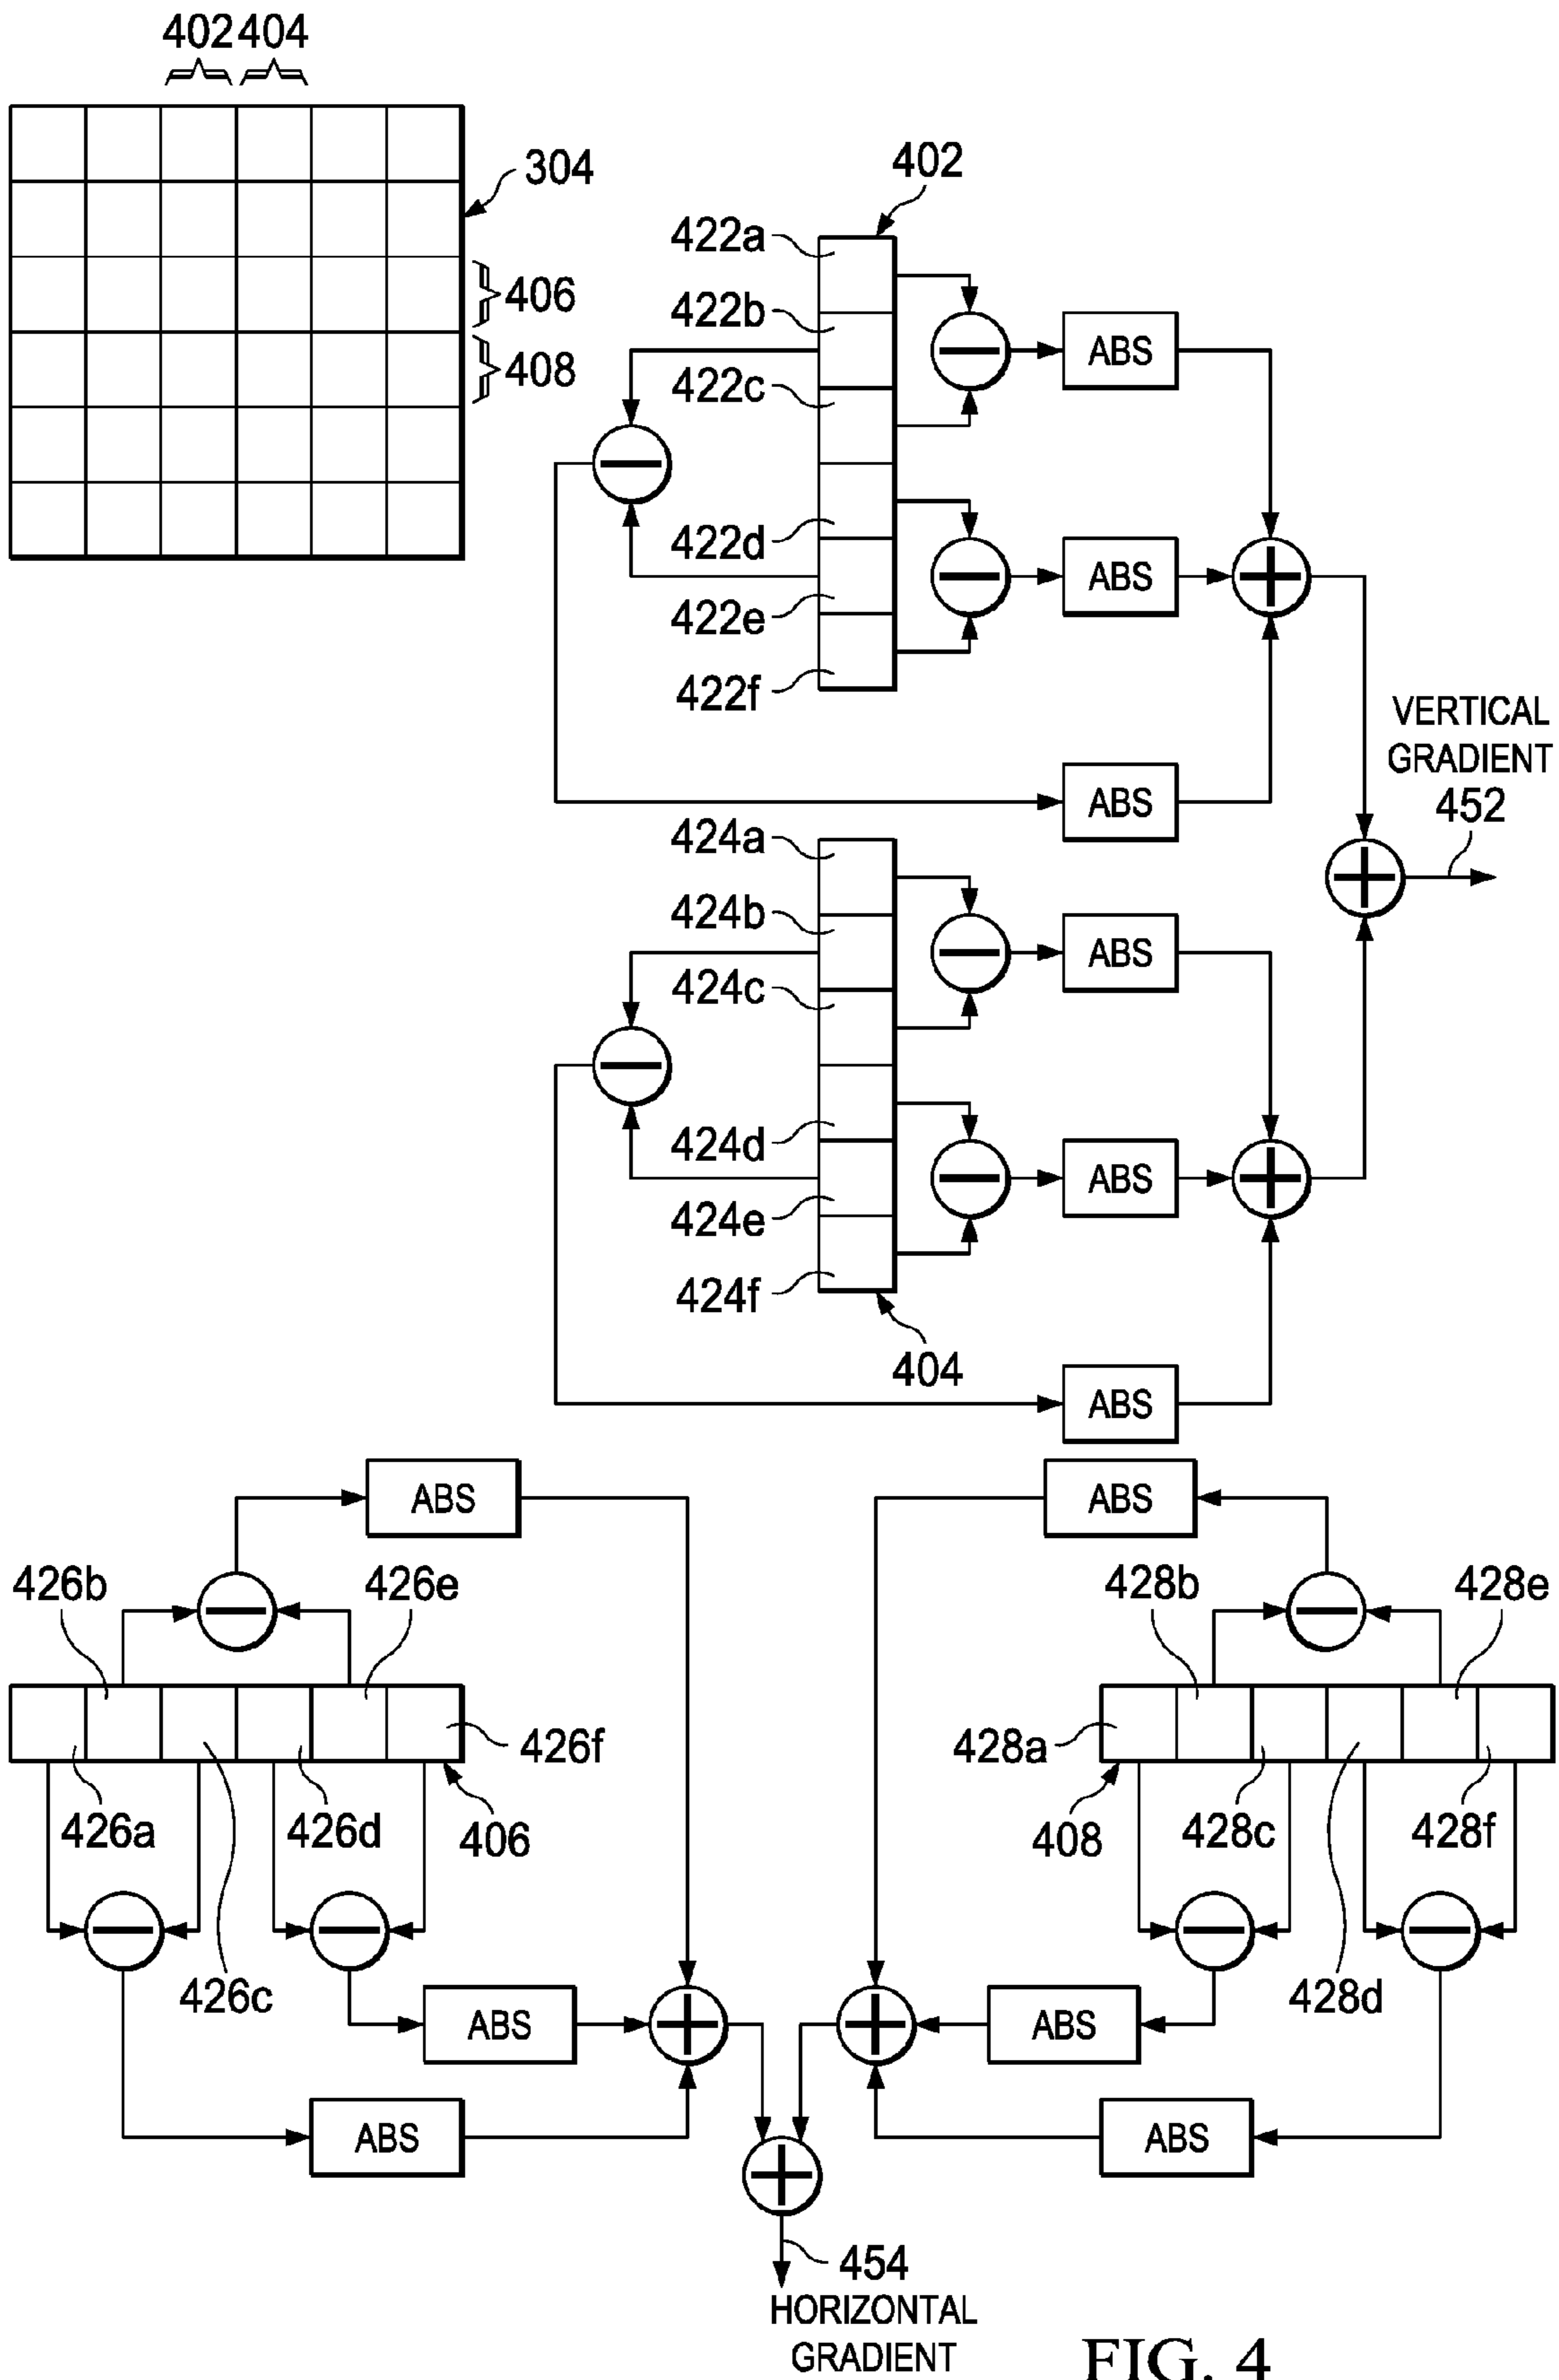 402 404
304
406
408
402
422a
422b
422c
422d
422e
422f
ABS
ABS
ABS
VERTICAL
GRADIENT
452
424a
424b
424c
424d
424e
424f
404
ABS
ABS
ABS
ABS
426b
426e
426f
426a
426d
406
426c
ABS
ABS
ABS
428b
428e
428a
408
428c
428f
428d
ABS
ABS
454
HORIZONTAL
GRADIENT
FIG. 4